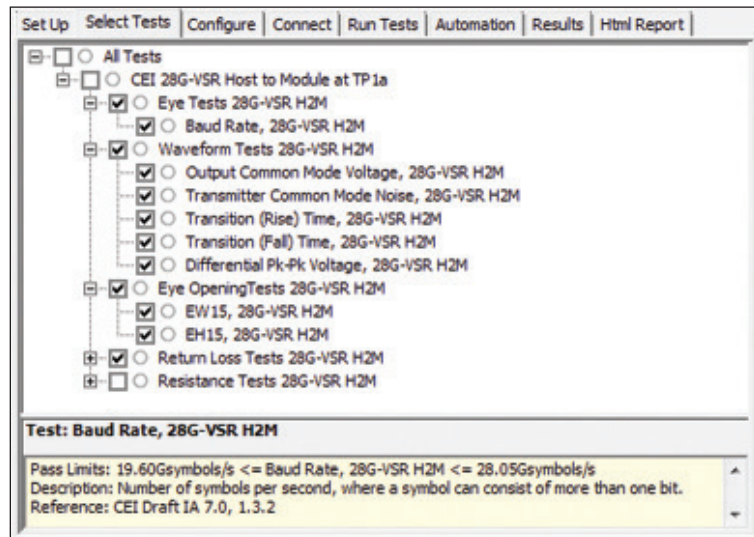 Set Up Select Tests Configure Connect Run Tests Automation Results Html Report
All Tests
CEI 28G-VSR Host to Module at TP1a
Eye Tests 28G-VSR H2M
Baud Rate, 28G-VSR H2M
Waveform Tests 28G-VSR H2M
Output Common Mode Voltage, 28G-VSR H2M
Transmitter Common Mode Noise, 28G-VSR H2M
Transition (Rise) Time, 28G-VSR H2M
Transition (Fall) Time, 28G-VSR H2M
Differential Pk-Pk Voltage, 28G-VSR H2M
Eye OpeningTests 28G-VSR H2M
EW15, 28G-VSR H2M
EH15, 28G-VSR H2M
Return Loss Tests 28G-VSR H2M
Resistance Tests 28G-VSR H2M
Test: Baud Rate, 28G-VSR H2M
Pass Limits: 19.60Gsymbols/s <= Baud Rate, 28G-VSR H2M <= 28.05Gsymbols/s
Description: Number of symbols per second, where a symbol can consist of more than one bit.
Reference: CEI Draft IA 7.0, 1.3.2